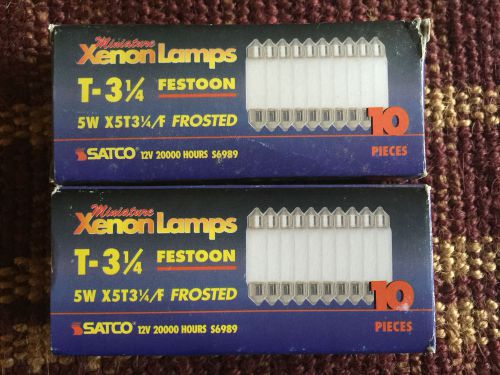 Miniature
Xenon Lamps
T-3¼ FESTOON
5W X5T3¼/F FROSTED
SATCO 12V 20000 HOURS S6989
10
PIECES
Miniature
Xenon Lamps
T-3¼ FESTOON
5W X5T3¼/F FROSTED
SATCO 12V 20000 HOURS S6989
10
PIECES